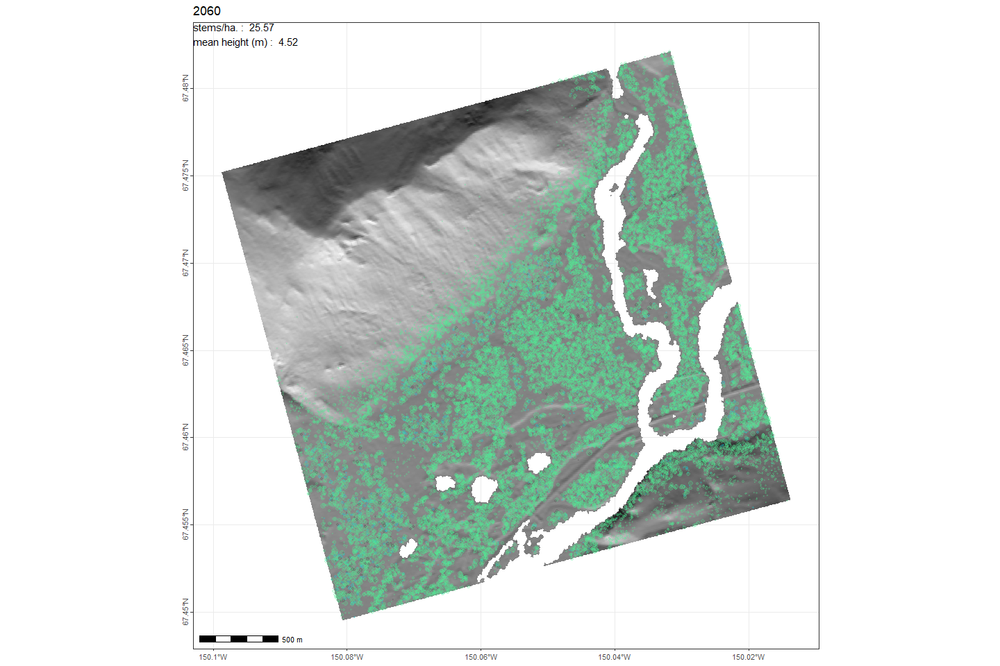 2060
stems/ha. :  25.57
mean height (m) :  4.52
67.48°N
67.475°N
67.47°N
67.465°N
67.46°N
67.455°N
67.45°N
500 m
150.1°W
150.08°W
150.06°W
150.04°W
150.02°W